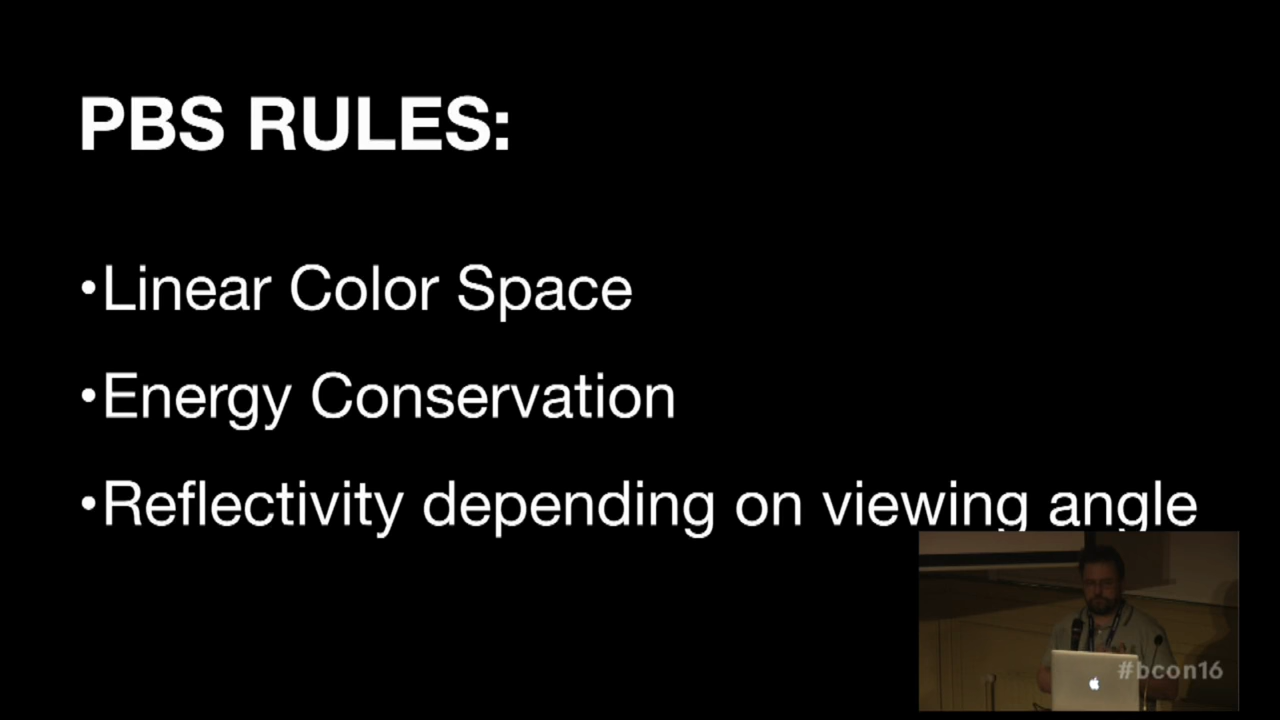 PBS RULES:
•Linear Color Space
•Energy Conservation
•Reflectivity depending on viewing angle
#bcon16